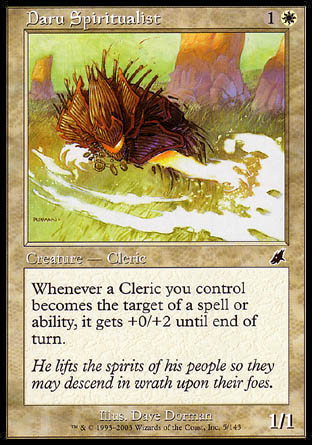 Daru Spiritualist 1
DORMAN
Creature — Cleric
Whenever a Cleric you control
becomes the target of a spell or
ability, it gets +0/+2 until end of
turn.
He lifts the spirits of his people so they
may descend in wrath upon their foes.
1/1
Illus. Dave Dorman
™ & © 1993–2003 Wizards of the Coast, Inc. 5/143